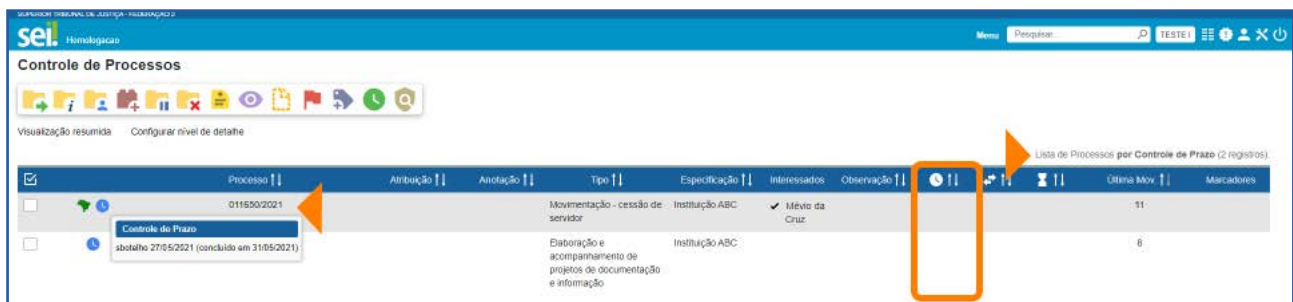 SUPERIOR TRIBUNAL DE JUSTIÇA - FEDERAÇÃO 2
sei. Homologacao
Menu Pesquisar... TESTE I
Controle de Processos
Visualização resumida Configurar nível de detalhe
Lista de Processos por Controle de Prazo (2 registros):
Processo Atribuição Anotação Tipo Especificação Interessados Observação Última Mov. Marcadores
011650/2021 Movimentação - cessão de servidor Instituição ABC Mévio da Cruz 11
Controle de Prazo
sbotelho 27/05/2021 (concluído em 31/05/2021)
Elaboração e acompanhamento de projetos de documentação e informação Instituição ABC 8